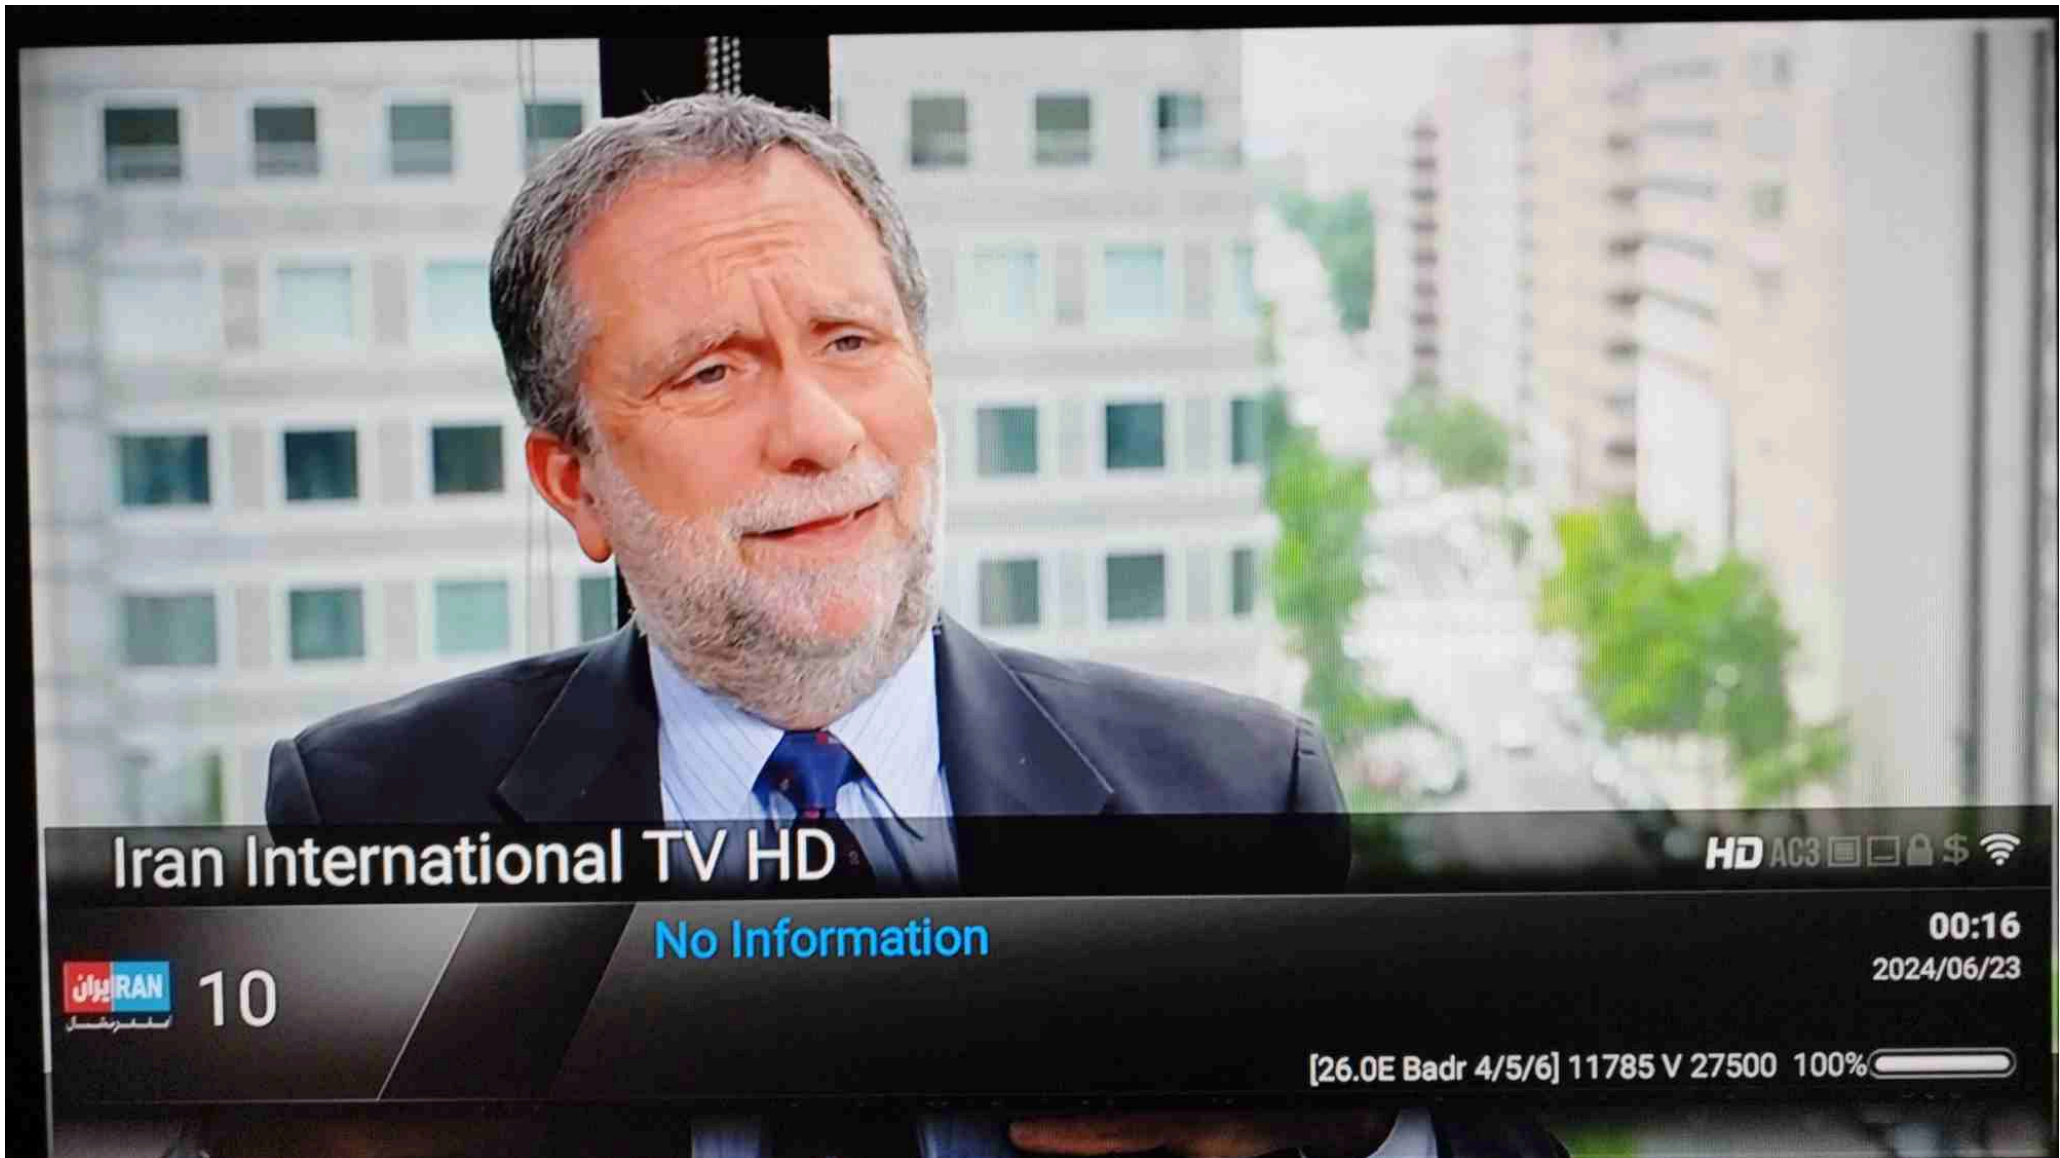 Iran International TV HD
HD AC3 $
No Information
00:16
2024/06/23
ایران IRAN
اینترنشنال
10
[26.0E Badr 4/5/6] 11785 V 27500 100%